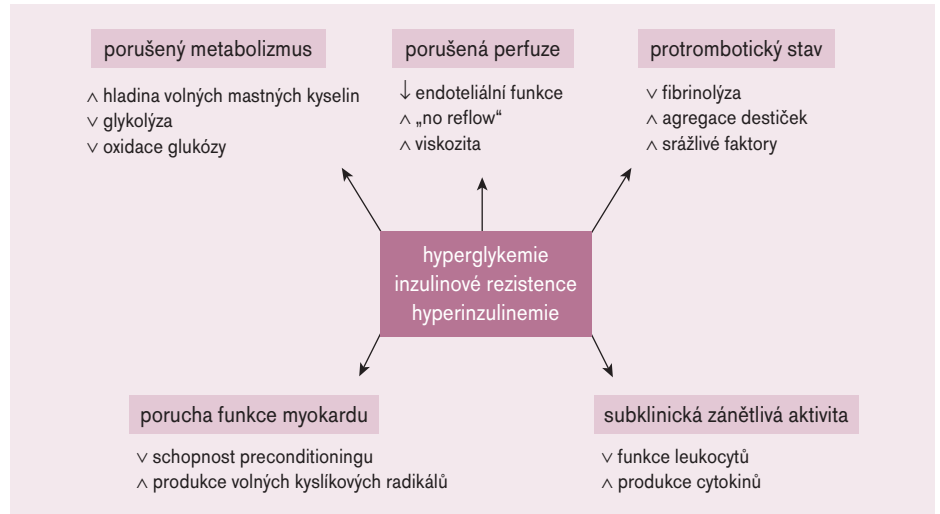 porušený metabolizmus
∧ hladina volných mastných kyselin
∨ glykolýza
∨ oxidace glukózy
porušená perfuze
↓ endoteliální funkce
∧ „no reflow“
∧ viskozita
protrombotický stav
∨ fibrinolýza
∧ agregace destiček
∧ srážlivé faktory
hyperglykemie
inzulinové rezistence
hyperinzulinemie
porucha funkce myokardu
∨ schopnost preconditioningu
∧ produkce volných kyslíkových radikálů
subklinická zánětlivá aktivita
∨ funkce leukocytů
∧ produkce cytokinů